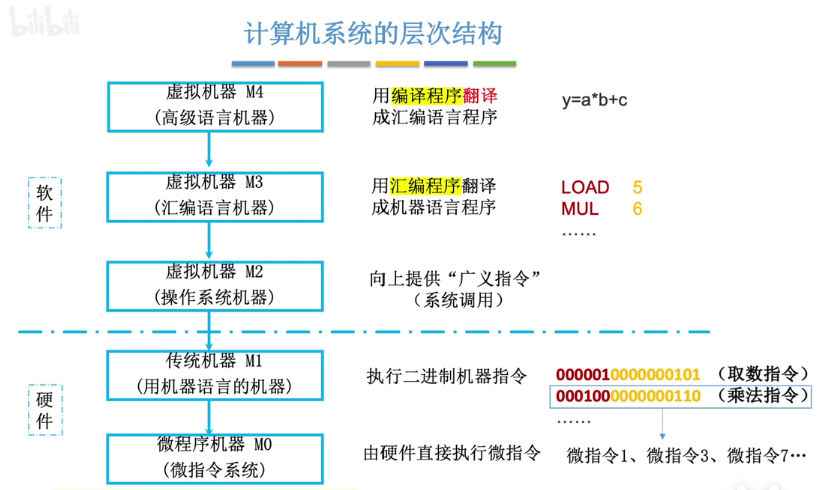 bilibili
计算机系统的层次结构
虚拟机器 M4
(高级语言机器)
用编译程序翻译
成汇编语言程序
y=a*b+c
软件
虚拟机器 M3
(汇编语言机器)
用汇编程序翻译
成机器语言程序
LOAD 5
MUL 6
……
虚拟机器 M2
(操作系统机器)
向上提供“广义指令”
(系统调用)
硬件
传统机器 M1
(用机器语言的机器)
执行二进制机器指令
0000010000000101 (取数指令)
0001000000000110 (乘法指令)
……
微程序机器 M0
(微指令系统)
由硬件直接执行微指令
微指令1、微指令3、微指令7…